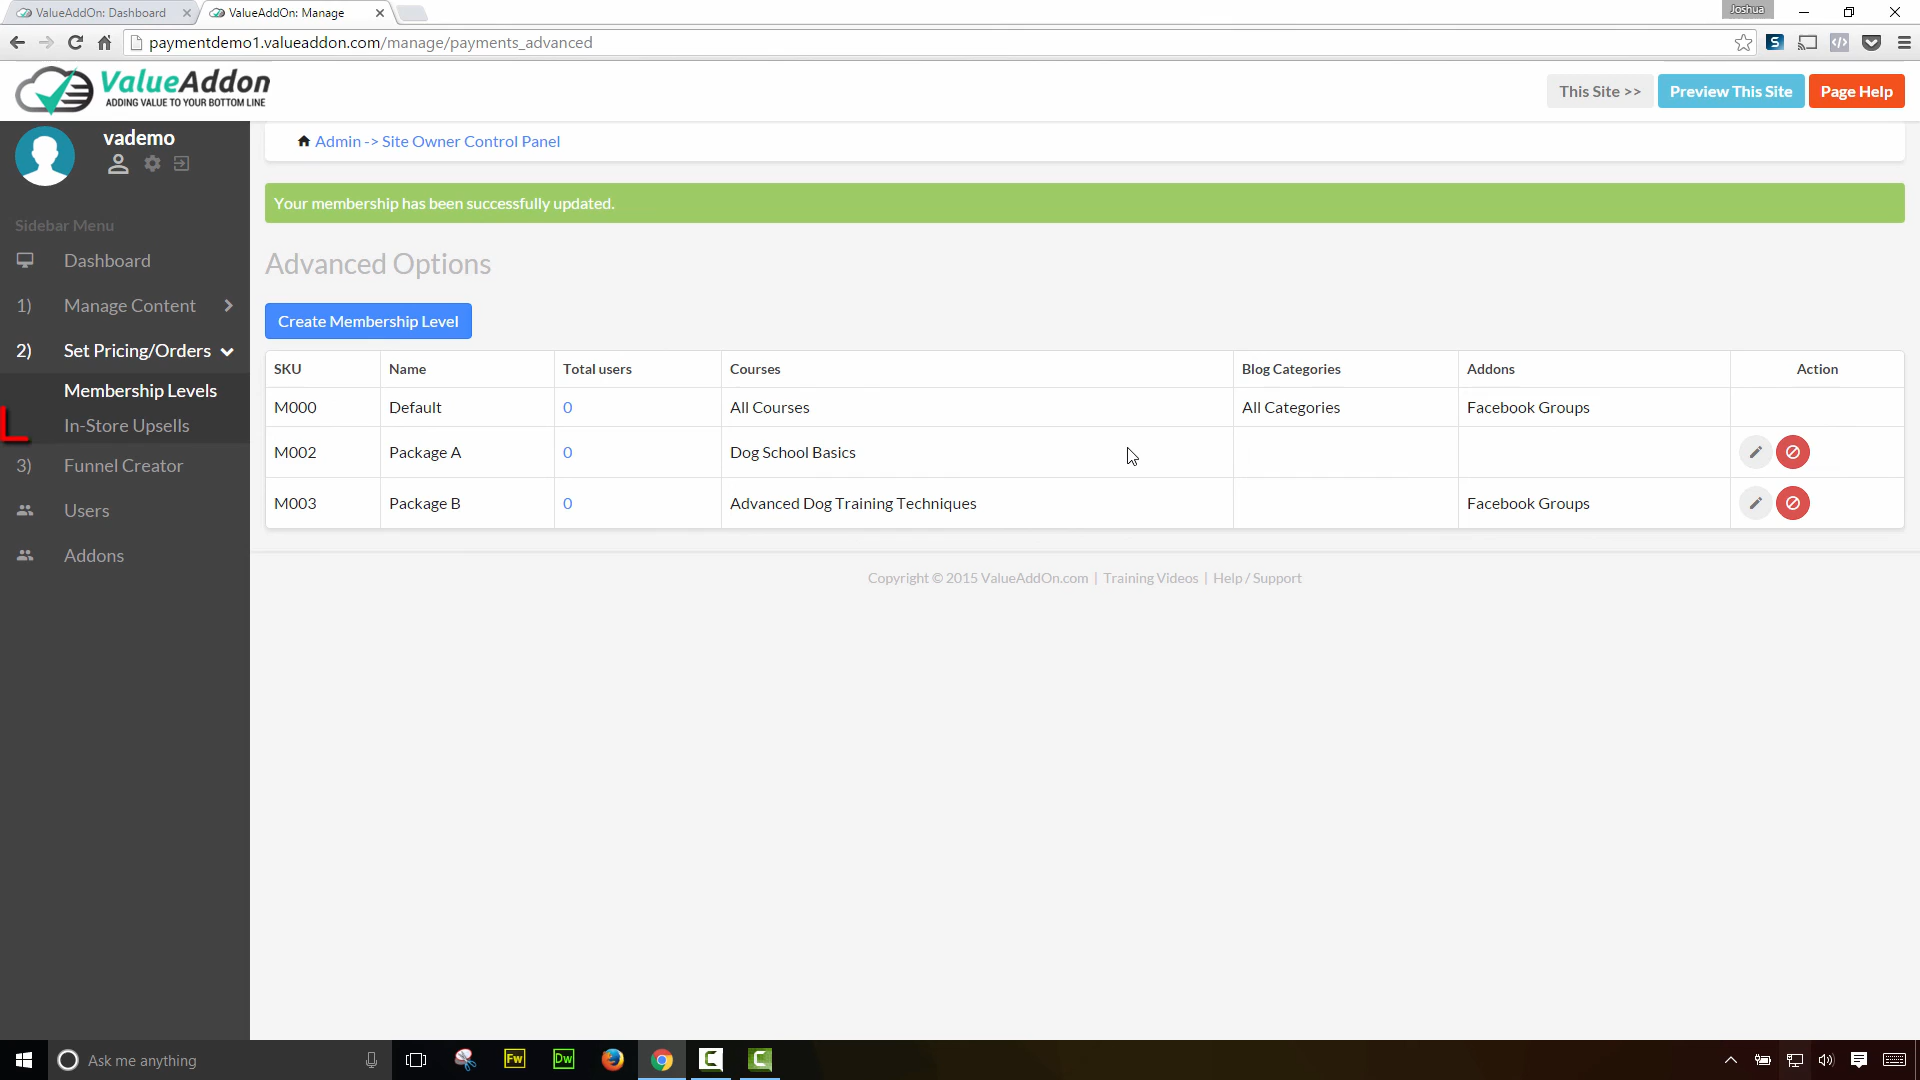 ValueAddOn: Dashboard
ValueAddOn: Manage
Joshua
paymentdemo1.valueaddon.com/manage/payments_advanced
ValueAddon
ADDING VALUE TO YOUR BOTTOM LINE
This Site >>
Preview This Site
Page Help
vademo
Admin -> Site Owner Control Panel
Your membership has been successfully updated.
Sidebar Menu
Dashboard
1) Manage Content
2) Set Pricing/Orders
Membership Levels
In-Store Upsells
3) Funnel Creator
Users
Addons
Advanced Options
Create Membership Level
SKU Name Total users Courses Blog Categories Addons Action
M000 Default 0 All Courses All Categories Facebook Groups
M002 Package A 0 Dog School Basics
M003 Package B 0 Advanced Dog Training Techniques Facebook Groups
Copyright © 2015 ValueAddOn.com | Training Videos | Help / Support
Ask me anything
Fw
Dw